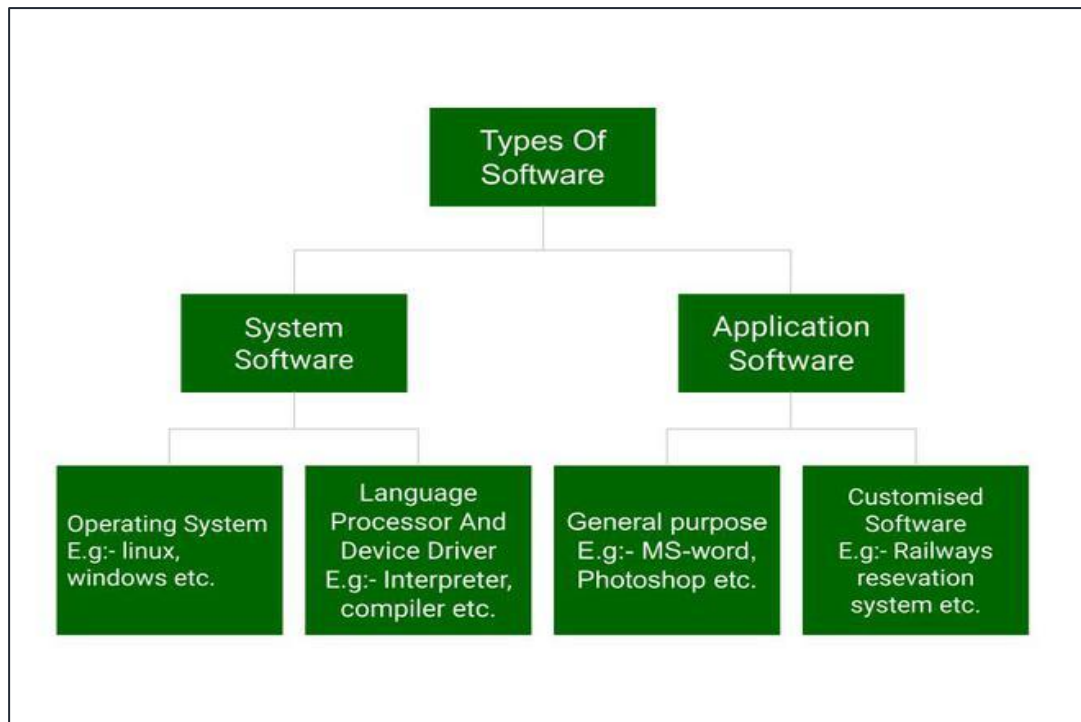 Types Of
Software
System
Software
Application
Software
Operating System
E.g:- linux,
windows etc.
Language
Processor And
Device Driver
E.g:- Interpreter,
compiler etc.
General purpose
E.g:- MS-word,
Photoshop etc.
Customised
Software
E.g:- Railways
resevation
system etc.